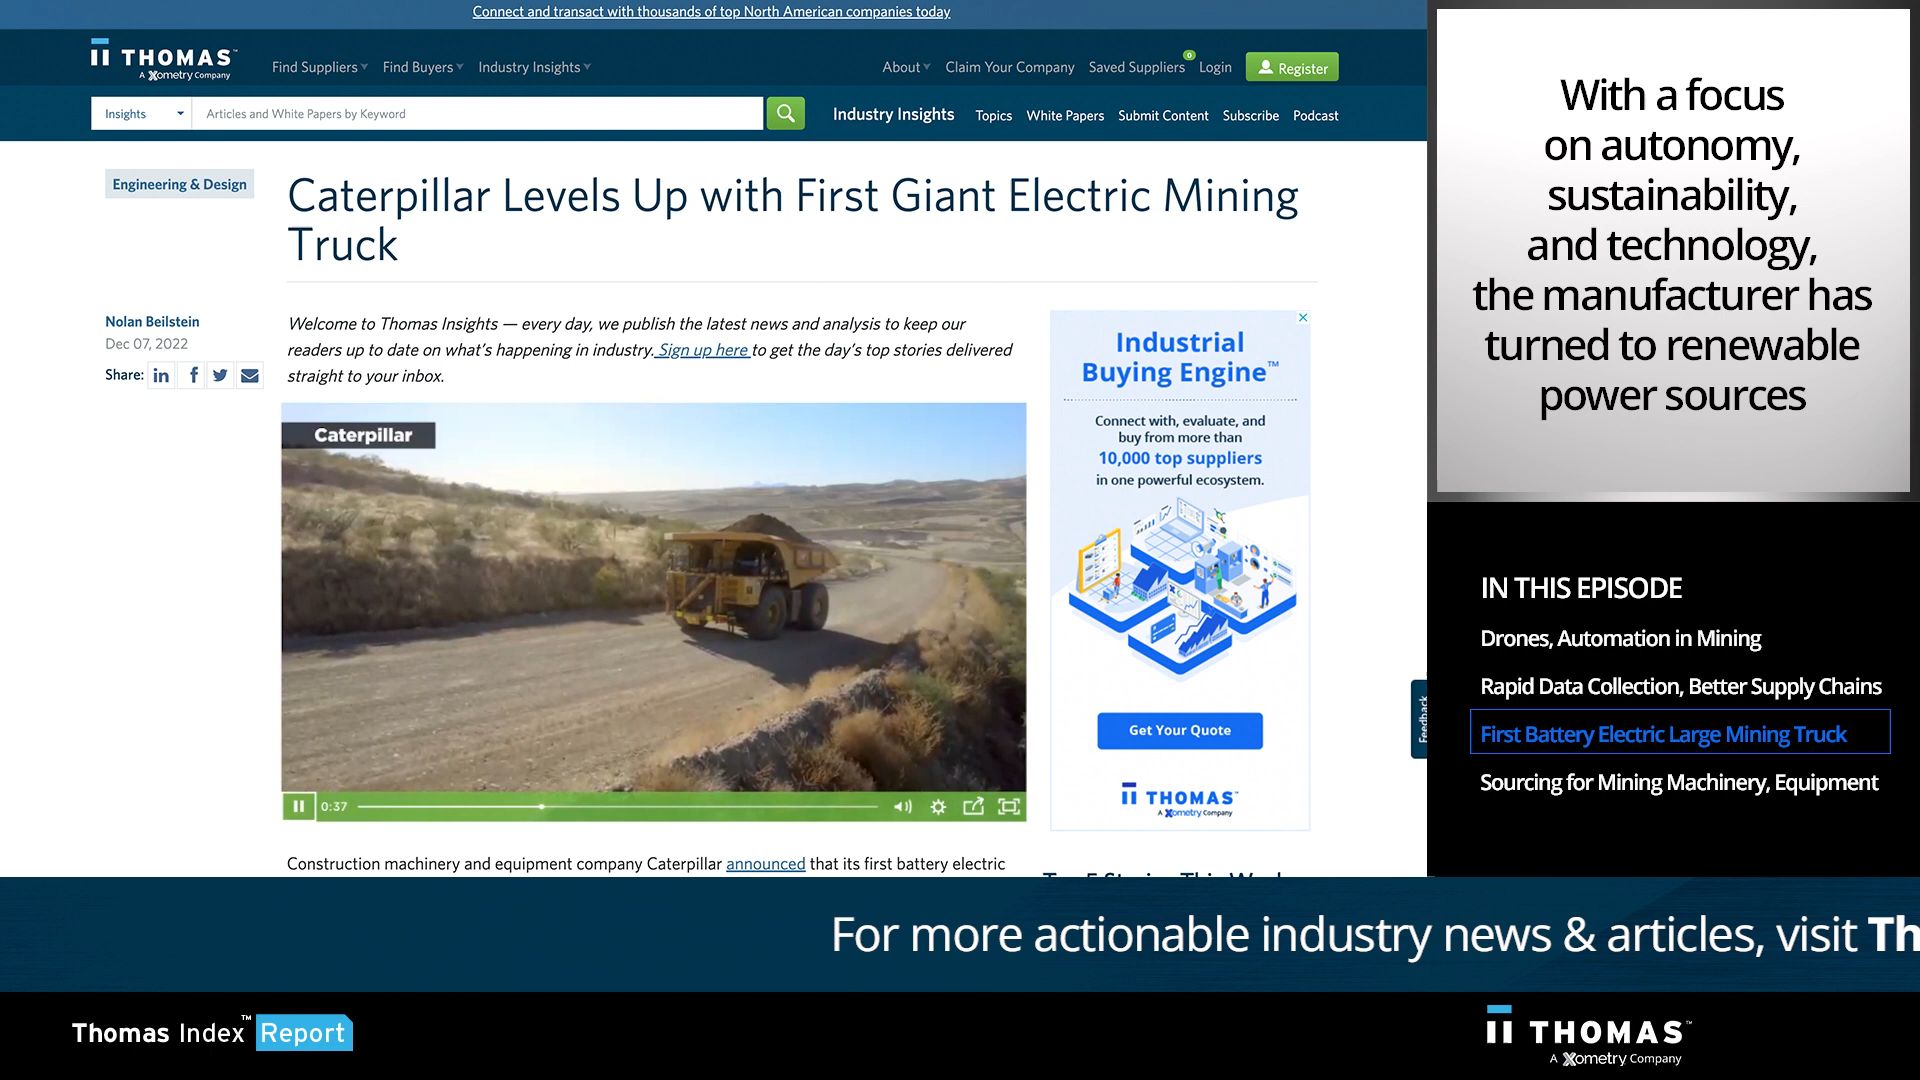 Connect and transact with thousands of top North American companies today
THOMAS™
A Xometry Company
Find Suppliers
Find Buyers
Industry Insights
About
Claim Your Company
Saved Suppliers
0
Login
Register
Insights
Articles and White Papers by Keyword
Industry Insights
Topics
White Papers
Submit Content
Subscribe
Podcast
Engineering & Design
Caterpillar Levels Up with First Giant Electric Mining
Truck
Nolan Beilstein
Dec 07, 2022
Share:
Welcome to Thomas Insights — every day, we publish the latest news and analysis to keep our
readers up to date on what's happening in industry. Sign up here to get the day's top stories delivered
straight to your inbox.
Caterpillar
0:37
Construction machinery and equipment company Caterpillar announced that its first battery electric
Industrial
Buying Engine™
Connect with, evaluate, and
buy from more than
10,000 top suppliers
in one powerful ecosystem.
Get Your Quote
THOMAS™
A Xometry Company
Feedback
With a focus
on autonomy,
sustainability,
and technology,
the manufacturer has
turned to renewable
power sources
IN THIS EPISODE
Drones, Automation in Mining
Rapid Data Collection, Better Supply Chains
First Battery Electric Large Mining Truck
Sourcing for Mining Machinery, Equipment
For more actionable industry news & articles, visit Th
Thomas Index™ Report
THOMAS™
A Xometry Company